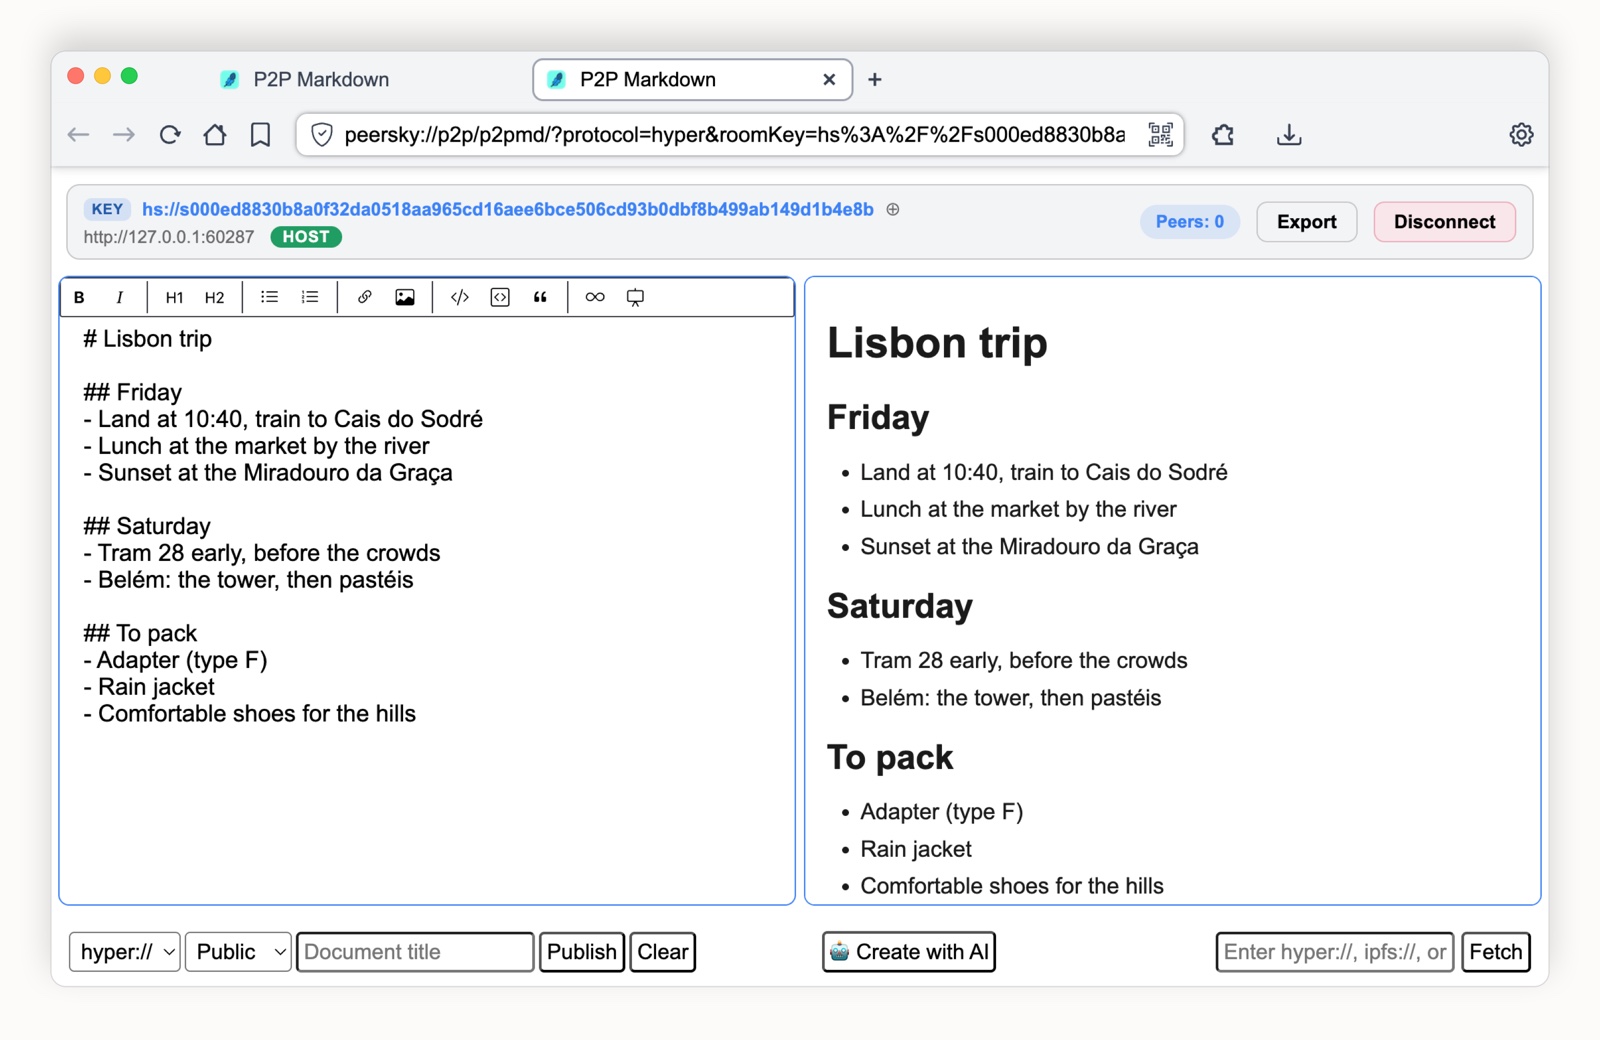 P2P Markdown
P2P Markdown
peersky://p2p/p2pmd/?protocol=hyper&roomKey=hs%3A%2F%2Fs000ed8830b8a
KEY hs://s000ed8830b8a0f32da0518aa965cd16aee6bce506cd93b0dbf8b499ab149d1b4e8b
http://127.0.0.1:60287 HOST
Peers: 0
Export
Disconnect
B I H1 H2
# Lisbon trip
## Friday
- Land at 10:40, train to Cais do Sodré
- Lunch at the market by the river
- Sunset at the Miradouro da Graça
## Saturday
- Tram 28 early, before the crowds
- Belém: the tower, then pastéis
## To pack
- Adapter (type F)
- Rain jacket
- Comfortable shoes for the hills
Lisbon trip
Friday
• Land at 10:40, train to Cais do Sodré
• Lunch at the market by the river
• Sunset at the Miradouro da Graça
Saturday
• Tram 28 early, before the crowds
• Belém: the tower, then pastéis
To pack
• Adapter (type F)
• Rain jacket
• Comfortable shoes for the hills
hyper:// Public Document title Publish Clear
Create with AI
Enter hyper://, ipfs://, or Fetch